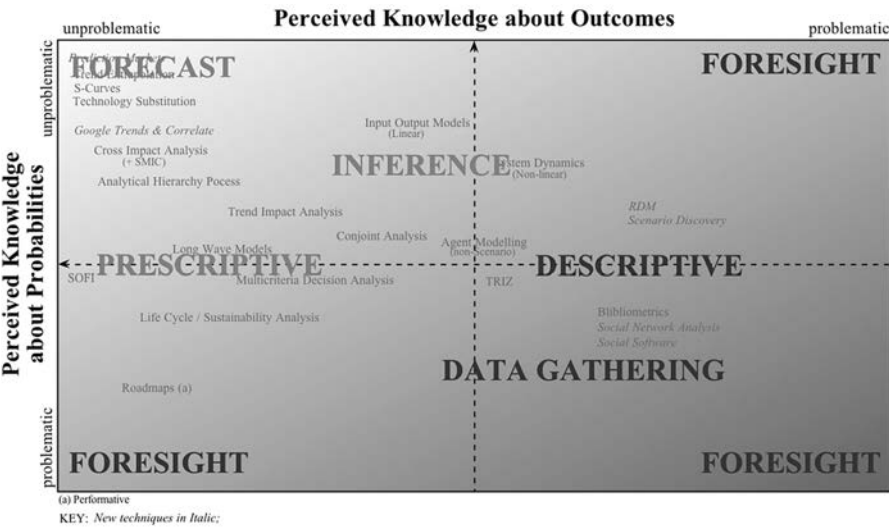 Perceived Knowledge about Outcomes
unproblematic
problematic
Perceived Knowledge
about Probabilities
unproblematic
problematic
FORECAST
FORESIGHT
Prediction Market
Trend Extrapolation
S-Curves
Technology Substitution
Google Trends & Correlate
Input Output Models
(Linear)
Cross Impact Analysis
(+ SMIC)
INFERENCE
System Dynamics
(Non-linear)
Analytical Hierarchy Pocess
Trend Impact Analysis
RDM
Scenario Discovery
Conjoint Analysis
Agent Modelling
(non-Scenario)
Long Wave Models
PRESCRIPTIVE
DESCRIPTIVE
SOFI
Multicriteria Decision Analysis
TRIZ
Life Cycle / Sustainability Analysis
Blibliometrics
Social Network Analysis
Social Software
DATA GATHERING
Roadmaps (a)
FORESIGHT
FORESIGHT
(a) Performative
KEY: New techniques in Italic;